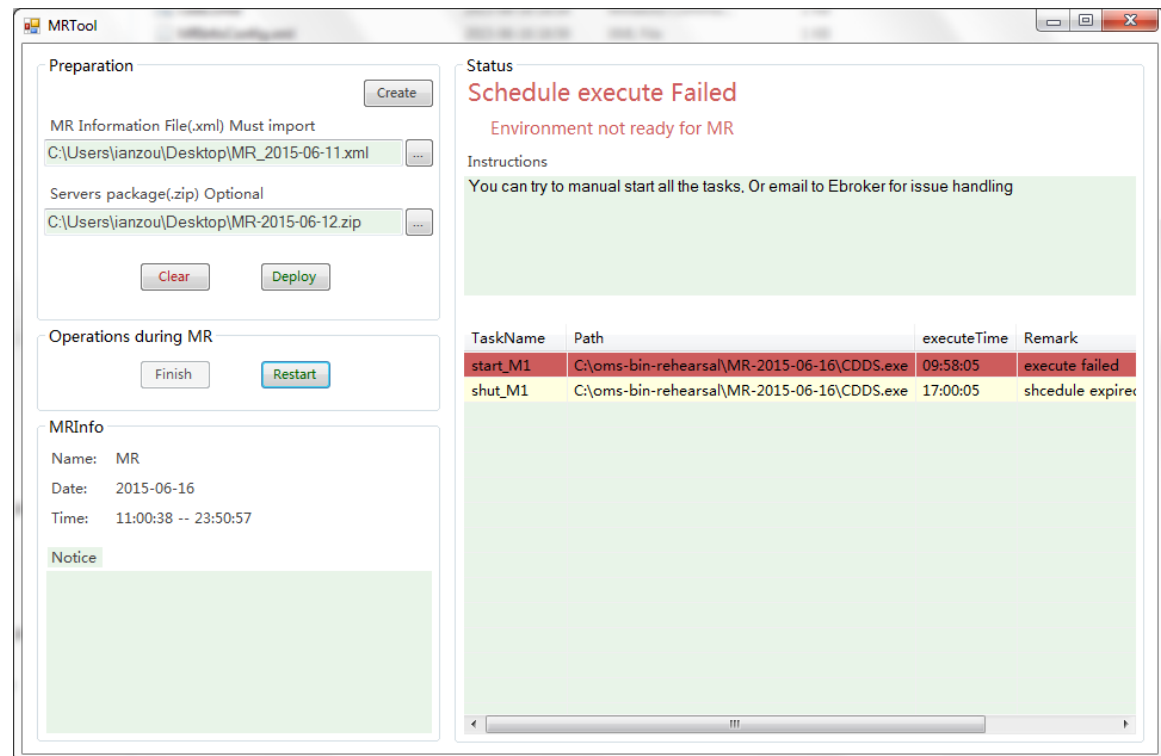 MRTool
Preparation
Create
MR Information File(.xml) Must import
C:\Users\ianzou\Desktop\MR_2015-06-11.xml
...
Servers package(.zip) Optional
C:\Users\ianzou\Desktop\MR-2015-06-12.zip
...
Clear Deploy
Operations during MR
Finish Restart
MRInfo
Name: MR
Date: 2015-06-16
Time: 11:00:38 -- 23:50:57
Notice
Status
Schedule execute Failed
Environment not ready for MR
Instructions
You can try to manual start all the tasks, Or email to Ebroker for issue handling
TaskName Path executeTime Remark
start_M1 C:\oms-bin-rehearsal\MR-2015-06-16\CDDS.exe 09:58:05 execute failed
shut_M1 C:\oms-bin-rehearsal\MR-2015-06-16\CDDS.exe 17:00:05 shcedule expired